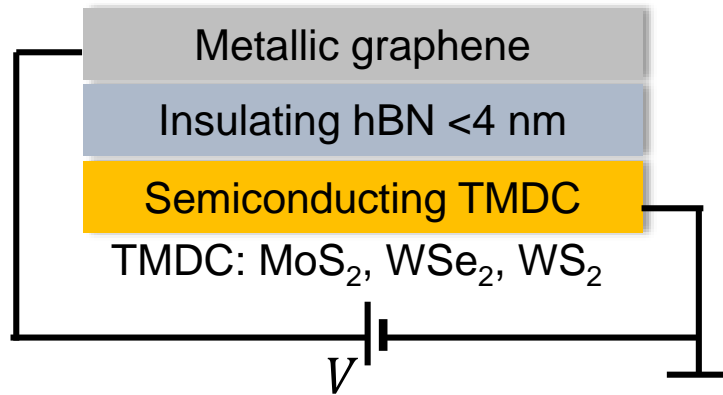 Metallic graphene
Insulating hBN <4 nm
Semiconducting TMDC
TMDC: MoS₂, WSe₂, WS₂
V